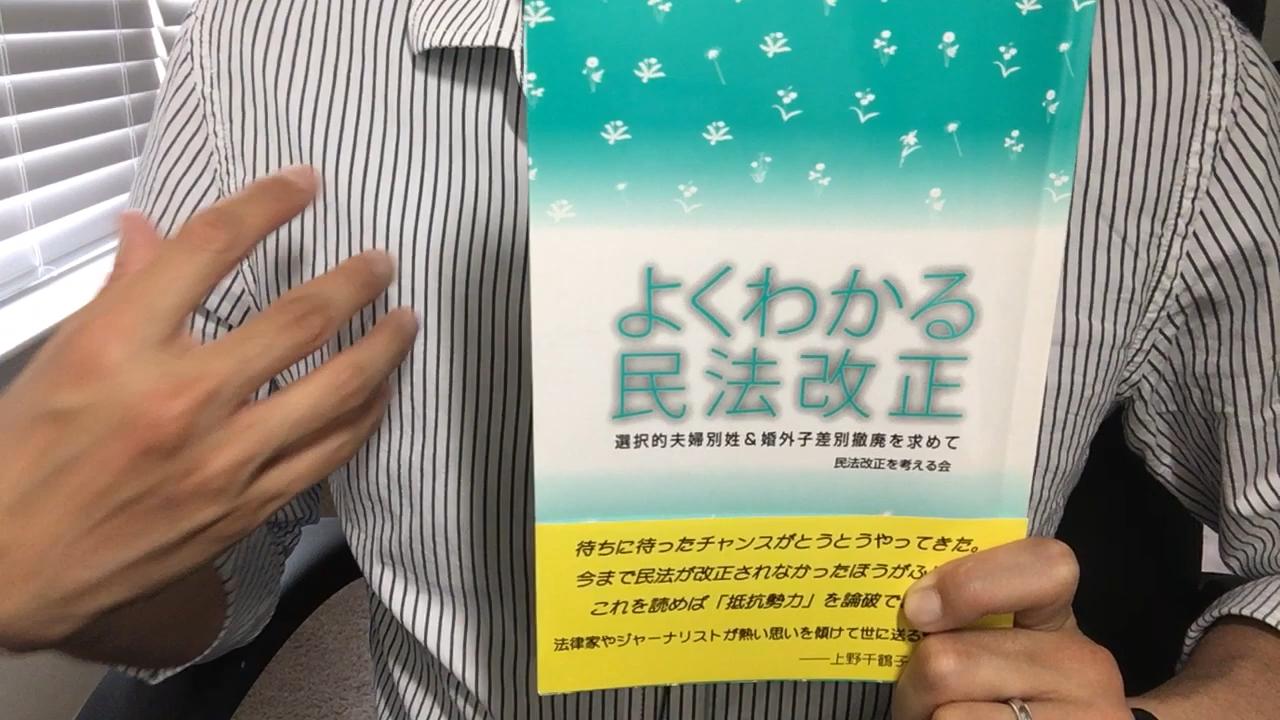 よくわかる
民法改正
選択的夫婦別姓&婚外子差別撤廃を求めて
民法改正を考える会
待ちに待ったチャンスがとうとうやってきた。
今まで民法が改正されなかったほうがふ
これを読めば「抵抗勢力」を論破で
法律家やジャーナリストが熱い思いを傾けて世に送る
――上野千鶴子